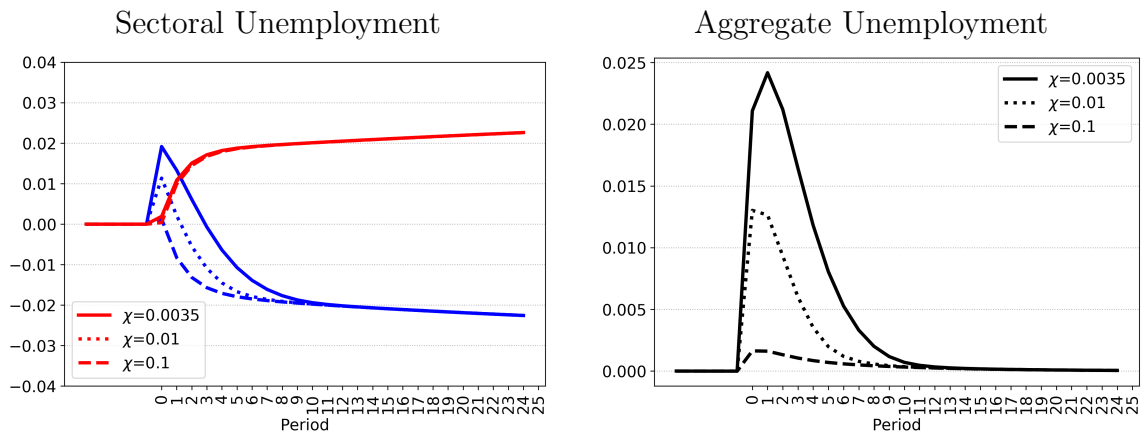 Sectoral Unemployment
0.04
0.03
0.02
0.01
0.00
−0.01
−0.02
−0.03
−0.04
χ=0.0035
χ=0.01
χ=0.1
0 1 2 3 4 5 6 7 8 9 10 11 12 13 14 15 16 17 18 19 20 21 22 23 24 25
Period
Aggregate Unemployment
0.025
0.020
0.015
0.010
0.005
0.000
χ=0.0035
χ=0.01
χ=0.1
0 1 2 3 4 5 6 7 8 9 10 11 12 13 14 15 16 17 18 19 20 21 22 23 24 25
Period